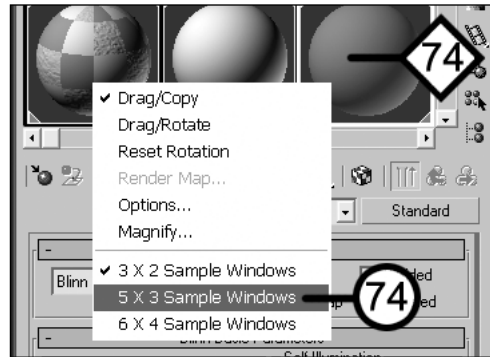 74
✓ Drag/Copy
Drag/Rotate
Reset Rotation
Render Map...
Options...
Magnify...
Standard
-
✓ 3 X 2 Sample Windows
Blinn
5 X 3 Sample Windows
74
6 X 4 Sample Windows
-